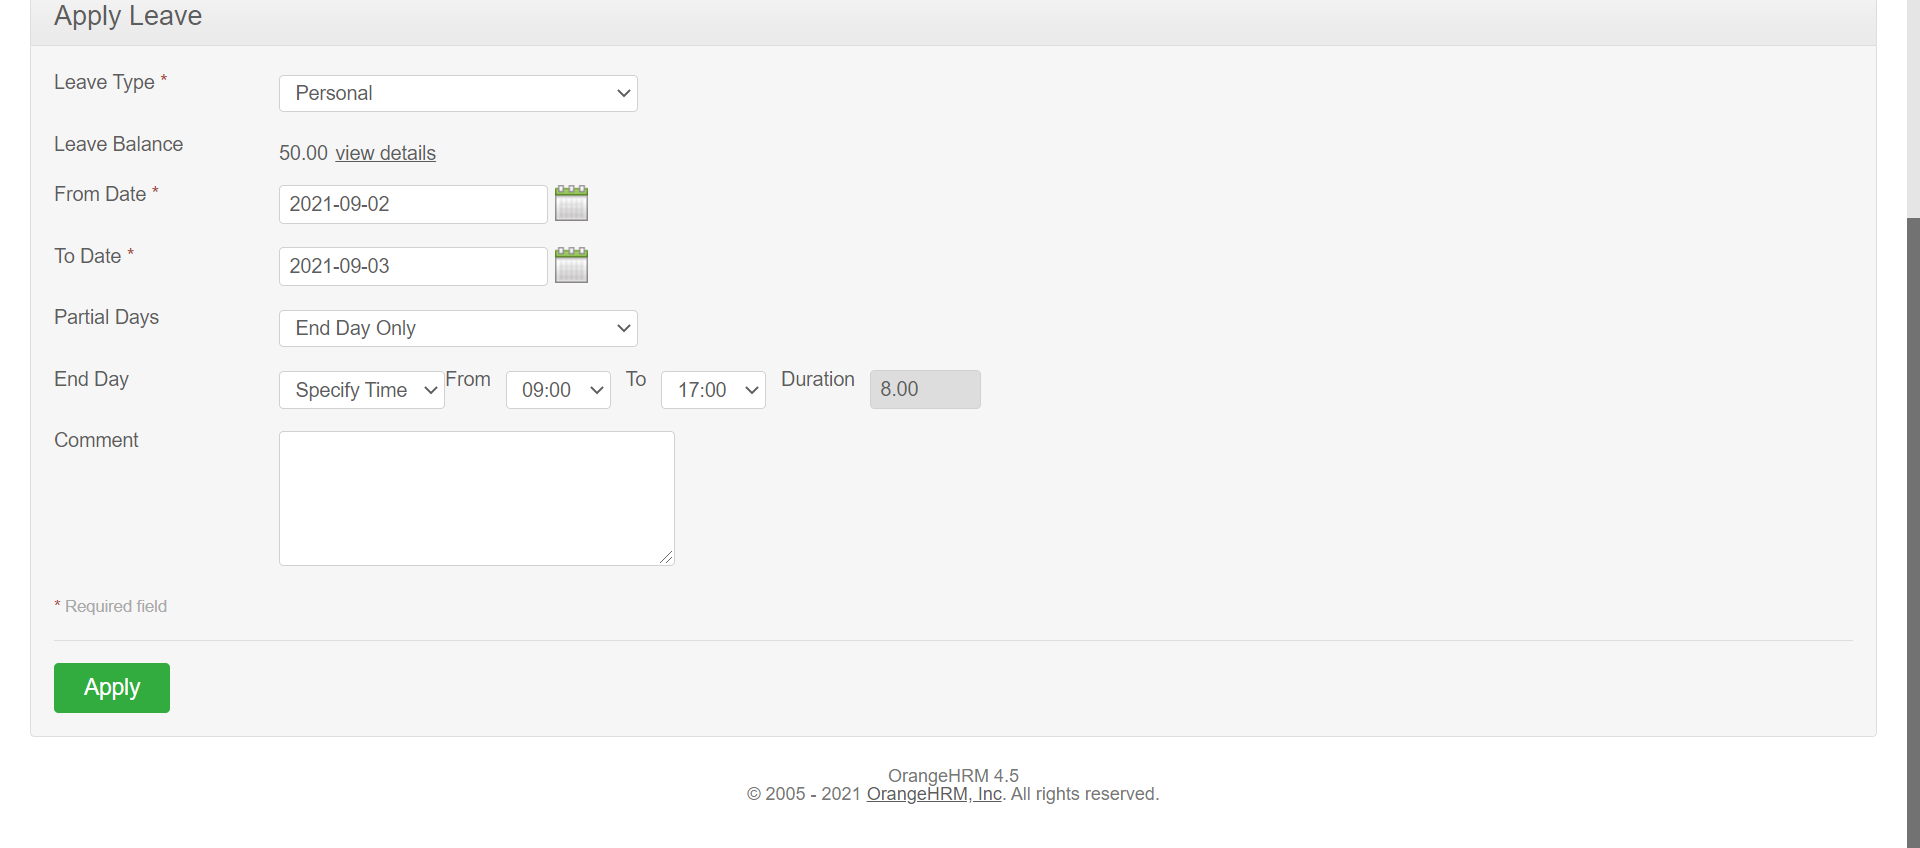 Apply Leave
Leave Type * Personal
Leave Balance 50.00 view details
From Date * 2021-09-02
To Date * 2021-09-03
Partial Days End Day Only
End Day Specify Time From 09:00 To 17:00 Duration 8.00
Comment
* Required field
Apply
OrangeHRM 4.5
© 2005 - 2021 OrangeHRM, Inc. All rights reserved.